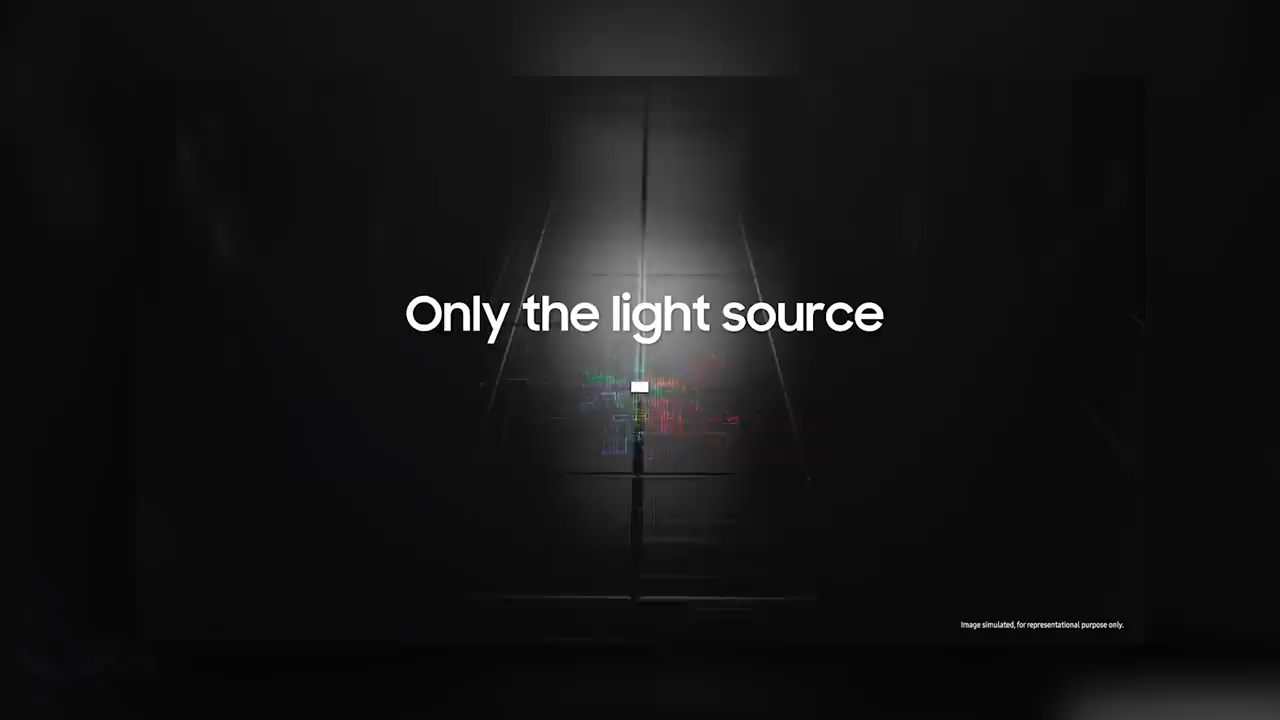 Only the light source
Image simulated, for representational purpose only.